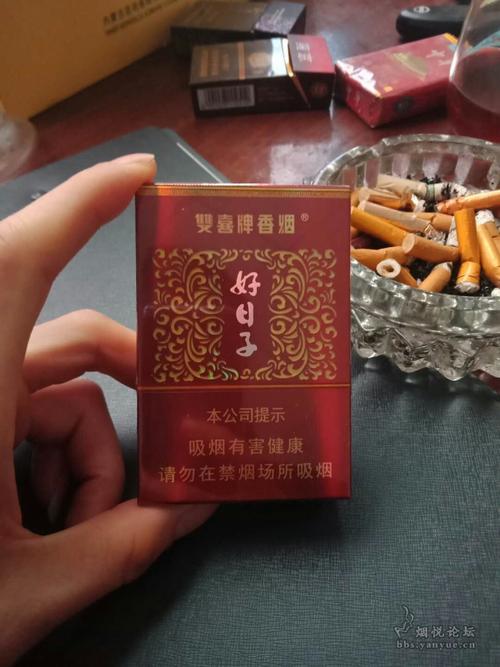 雙喜牌香烟®
好日子
本公司提示
吸烟有害健康
请勿在禁烟场所吸烟
烟悦论坛
bbs.yanyue.cn